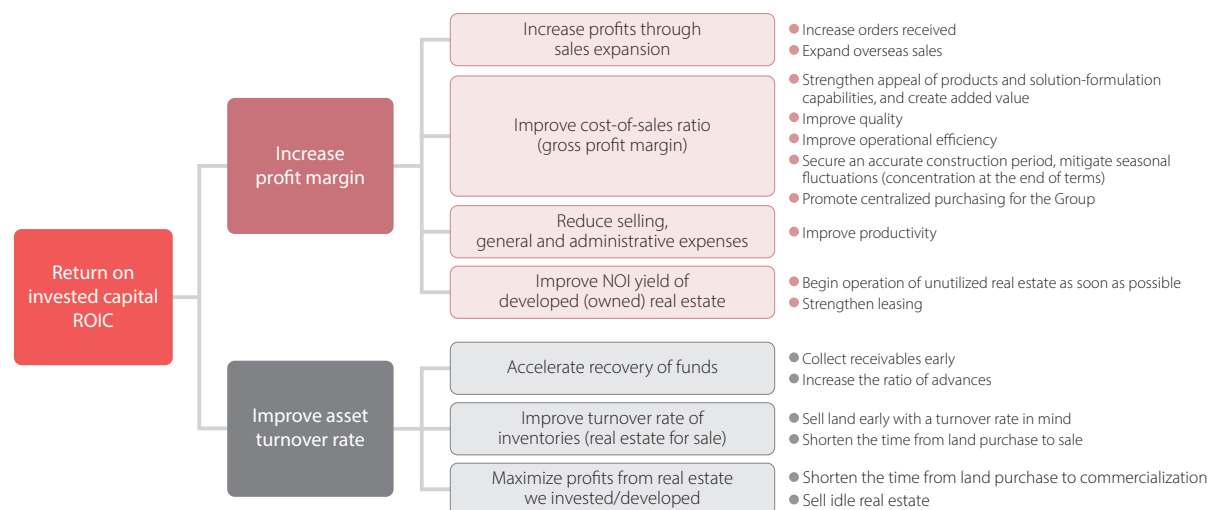 Return on
invested capital
ROIC
Increase
profit margin
Increase profits through
sales expansion
● Increase orders received
● Expand overseas sales
Improve cost-of-sales ratio
(gross profit margin)
● Strengthen appeal of products and solution-formulation
capabilities, and create added value
● Improve quality
● Improve operational efficiency
● Secure an accurate construction period, mitigate seasonal
fluctuations (concentration at the end of terms)
● Promote centralized purchasing for the Group
Reduce selling,
general and administrative expenses
● Improve productivity
Improve NOI yield of
developed (owned) real estate
● Begin operation of unutilized real estate as soon as possible
● Strengthen leasing
Improve asset
turnover rate
Accelerate recovery of funds
● Collect receivables early
● Increase the ratio of advances
Improve turnover rate of
inventories (real estate for sale)
● Sell land early with a turnover rate in mind
● Shorten the time from land purchase to sale
Maximize profits from real estate
we invested/developed
● Shorten the time from land purchase to commercialization
● Sell idle real estate